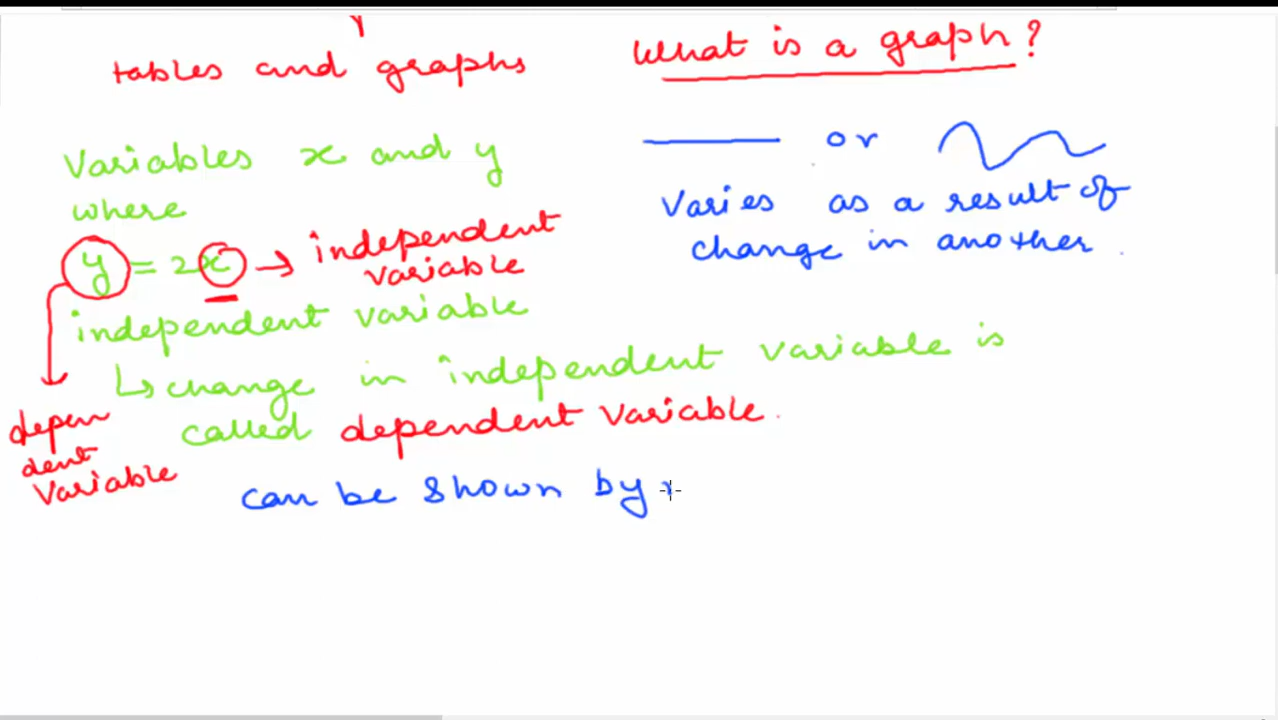 tables and graphs
Variables x and y
where
y = 2x → independent
variable
independent variable
↳ change in independent variable is
called dependent variable.
depen
dent
variable
can be shown by
What is a graph?
or
Varies as a result of
change in another.